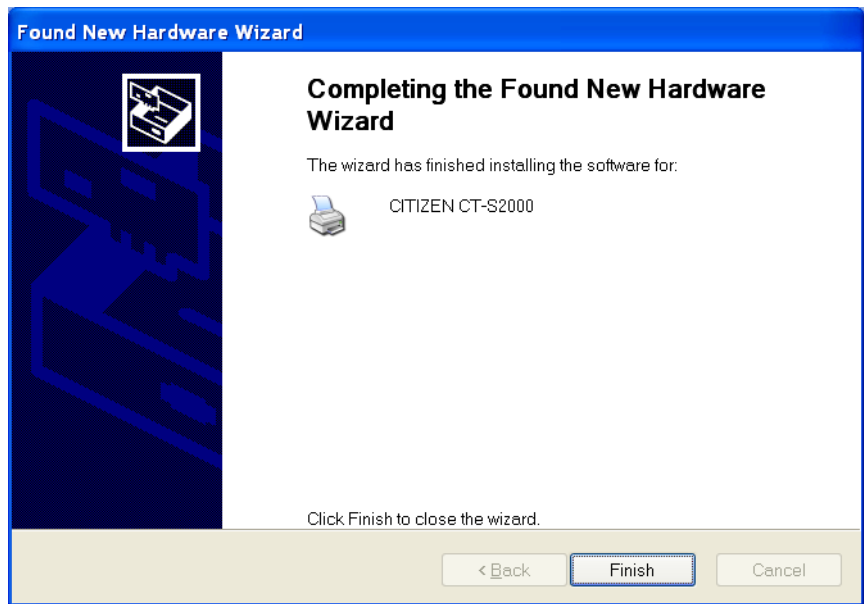 Found New Hardware Wizard
Completing the Found New Hardware
Wizard
The wizard has finished installing the software for:
CITIZEN CT-S2000
Click Finish to close the wizard.
< Back
Finish
Cancel